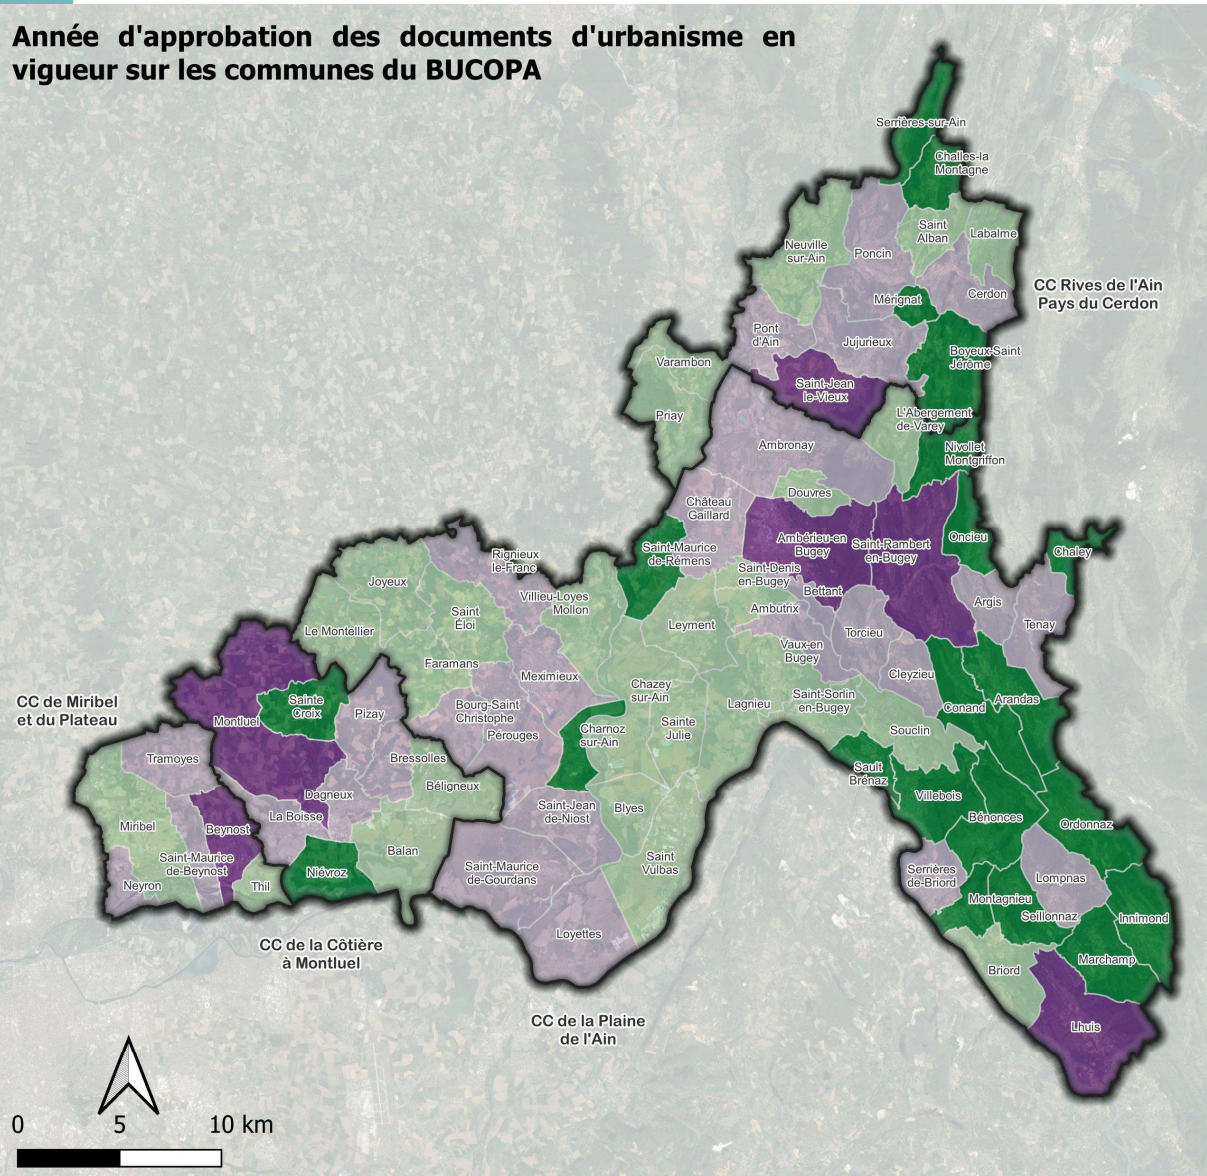 Année d'approbation des documents d'urbanisme en
vigueur sur les communes du BUCOPA
Serrières-sur-Ain
Challes-la
Montagne
Saint
Alban
Labalme
Neuville
sur-Ain
Poncin
CC Rives de l'Ain
Pays du Cerdon
Cerdon
Mérignat
Pont
d'Ain
Jujurieux
Boyeux-Saint
Jérôme
Varambon
Saint-Jean
le-Vieux
Priay
L'Abergement
de-Varey
Ambronay
Nivollet
Montgriffon
Douvres
Château
Gaillard
Ambérieu-en
Bugey
Saint-Rambert
en-Bugey
Oncieu
Chaley
Saint-Maurice
de-Rémens
Rignieux
le-Franc
Saint-Denis
en-Bugey
Joyeux
Villieu-Loyes
Mollon
Bettant
Argis
Ambutrix
Saint
Éloi
Tenay
Leyment
Le Montellier
Torcieu
Vaux-en
Bugey
Faramans
Meximieux
Cleyzieu
Chazey
sur-Ain
Saint-Sorlin
en-Bugey
Arandas
CC de Miribel
et du Plateau
Sainte
Croix
Lagnieu
Conand
Bourg-Saint
Christophe
Pizay
Montluel
Sainte
Julie
Charnoz
sur-Ain
Pérouges
Souclin
Tramoyes
Bressolles
Sault
Brénaz
Béligneux
Dagneux
Villebois
Saint-Jean
de-Niost
Blyes
La Boisse
Bénonces
Miribel
Beynost
Ordonnaz
Balan
Saint-Maurice
de-Beynost
Saint
Vulbas
Saint-Maurice
de-Gourdans
Niévroz
Serrières
de-Briord
Lompnas
Neyron
Thil
Montagnieu
Seillonnaz
Innimond
Loyettes
CC de la Côtière
à Montluel
Marchamp
Briord
CC de la Plaine
de l'Ain
Lhuis
0 5 10 km